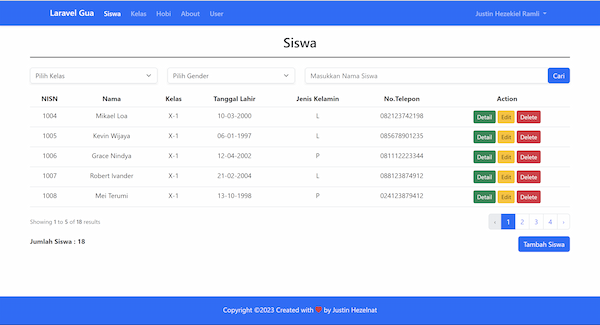 Laravel Gua Siswa Kelas Hobi About User Justin Hezekiel Ramli
Siswa
Pilih Kelas Pilih Gender Masukkan Nama Siswa Cari
NISN Nama Kelas Tanggal Lahir Jenis Kelamin No.Telepon Action
1004 Mikael Loa X-1 10-03-2000 L 082123742198 Detail Edit Delete
1005 Kevin Wijaya X-1 06-01-1997 L 085678901235 Detail Edit Delete
1006 Grace Nindya X-1 12-04-2002 P 081112223344 Detail Edit Delete
1007 Robert Ivander X-1 21-02-2004 L 088123874912 Detail Edit Delete
1008 Mei Terumi X-1 13-10-1998 P 024123879412 Detail Edit Delete
Showing 1 to 5 of 18 results ‹ 1 2 3 4 ›
Jumlah Siswa : 18 Tambah Siswa
Copyright ©2023 Created with ❤ by Justin Hezelnat